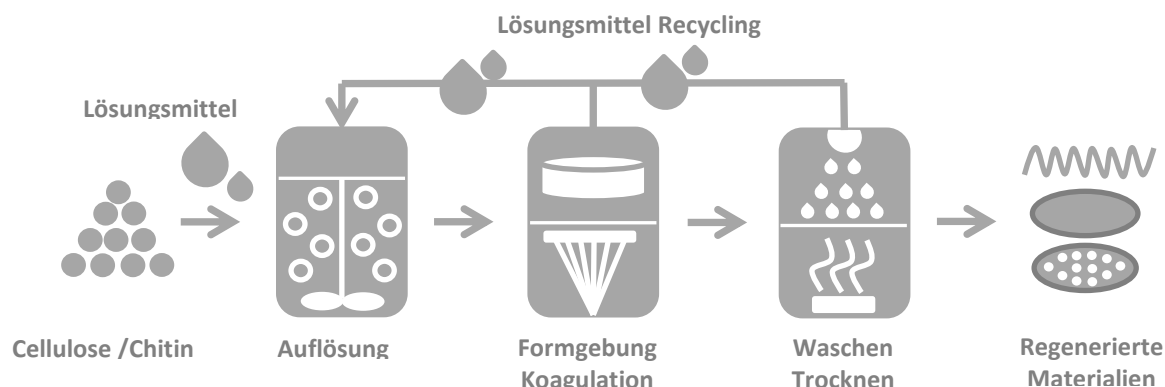 Lösungsmittel Recycling
Lösungsmittel
Cellulose /Chitin
Auflösung
Formgebung
Koagulation
Waschen
Trocknen
Regenerierte
Materialien